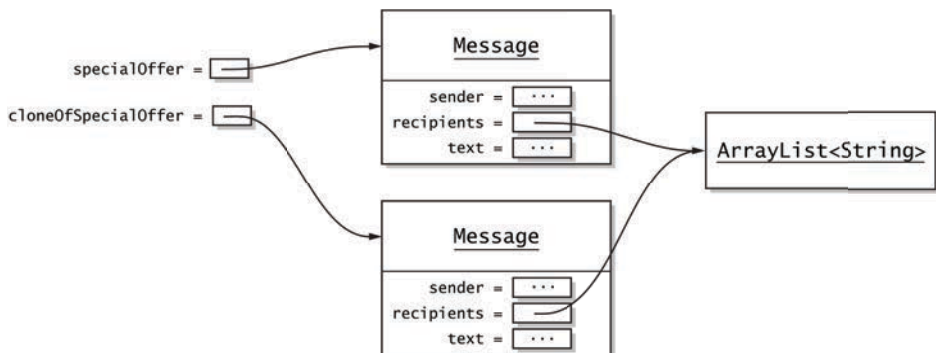 Message
specialOffer =
sender = ...
cloneOfSpecialOffer =
recipients =
text = ...
ArrayList<String>
Message
sender = ...
recipients =
text = ...